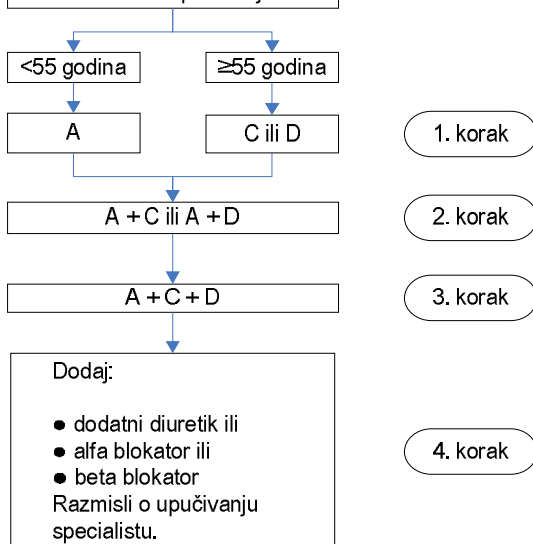 <55 godina
≥55 godina
A
C ili D
1. korak
A + C ili A + D
2. korak
A + C + D
3. korak
Dodaj:
● dodatni diuretik ili
● alfa blokator ili
● beta blokator
Razmisli o upučivanju
specialistu.
4. korak